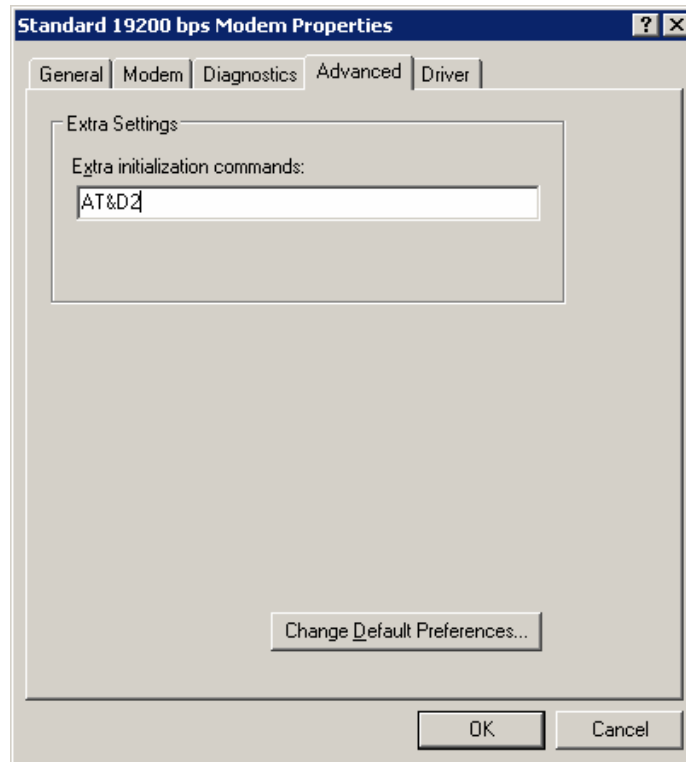 Standard 19200 bps Modem Properties
General Modem Diagnostics Advanced Driver
Extra Settings
Extra initialization commands:
AT&D2
Change Default Preferences...
OK Cancel